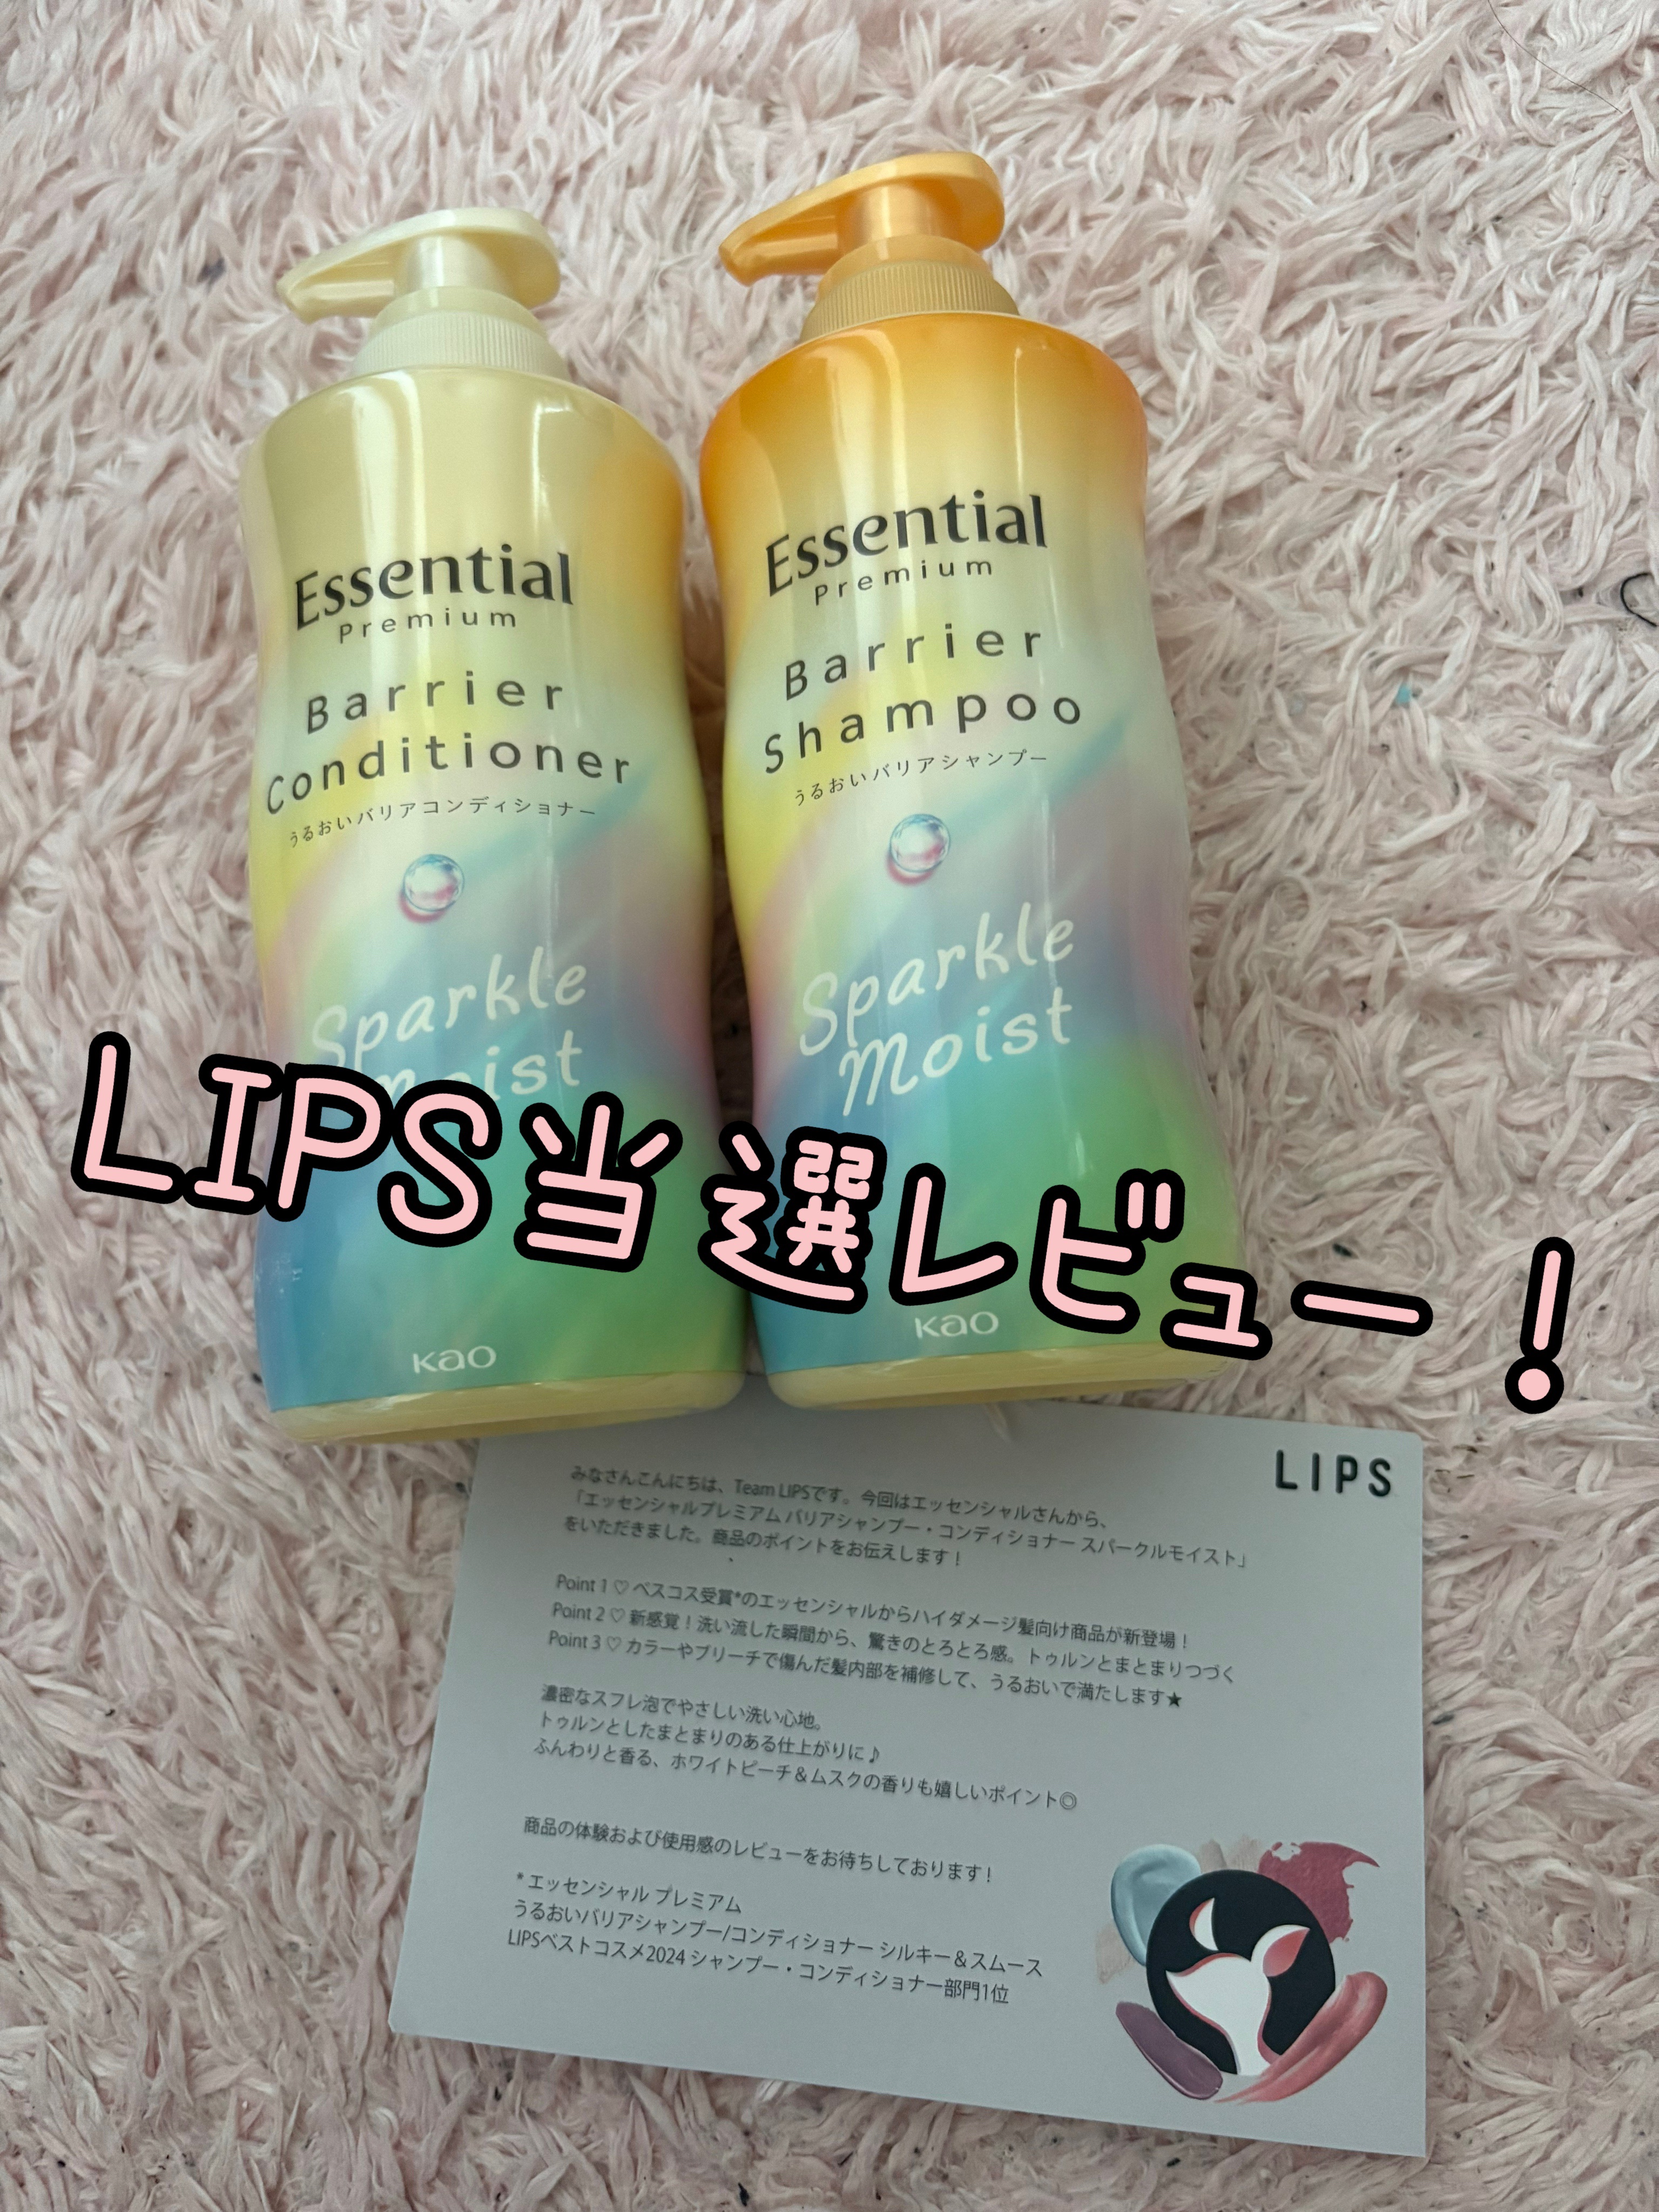 Essential
Premium
Barrier
Conditioner
うるおいバリアコンディショナー
Sparkle
Moist
Kao
Essential
Premium
Barrier
Shampoo
うるおいバリアシャンプー
Sparkle
Moist
Kao
LIPS当選レビュー！
LIPS
みなさんこんにちは、Team LIPSです。今回はエッセンシャルさんから、
「エッセンシャルプレミアム バリアシャンプー・コンディショナー スパークルモイスト」
をいただきました。商品のポイントをお伝えします！
Point 1 ♡ ベスコス受賞*のエッセンシャルからハイダメージ髪向け商品が新登場！
Point 2 ♡ 新感覚！洗い流した瞬間から、驚きのとろとろ感。トゥルンとまとまりつづく
Point 3 ♡ カラーやブリーチで傷んだ髪内部を補修して、うるおいで満たします★
濃密なスフレ泡でやさしい洗い心地。
トゥルンとしたまとまりのある仕上がりに♪
ふんわりと香る、ホワイトピーチ＆ムスクの香りも嬉しいポイント◎
商品の体験および使用感のレビューをお待ちしております！
* エッセンシャル プレミアム
うるおいバリアシャンプー/コンディショナー シルキー＆スムース
LIPSベストコスメ2024 シャンプー・コンディショナー部門1位